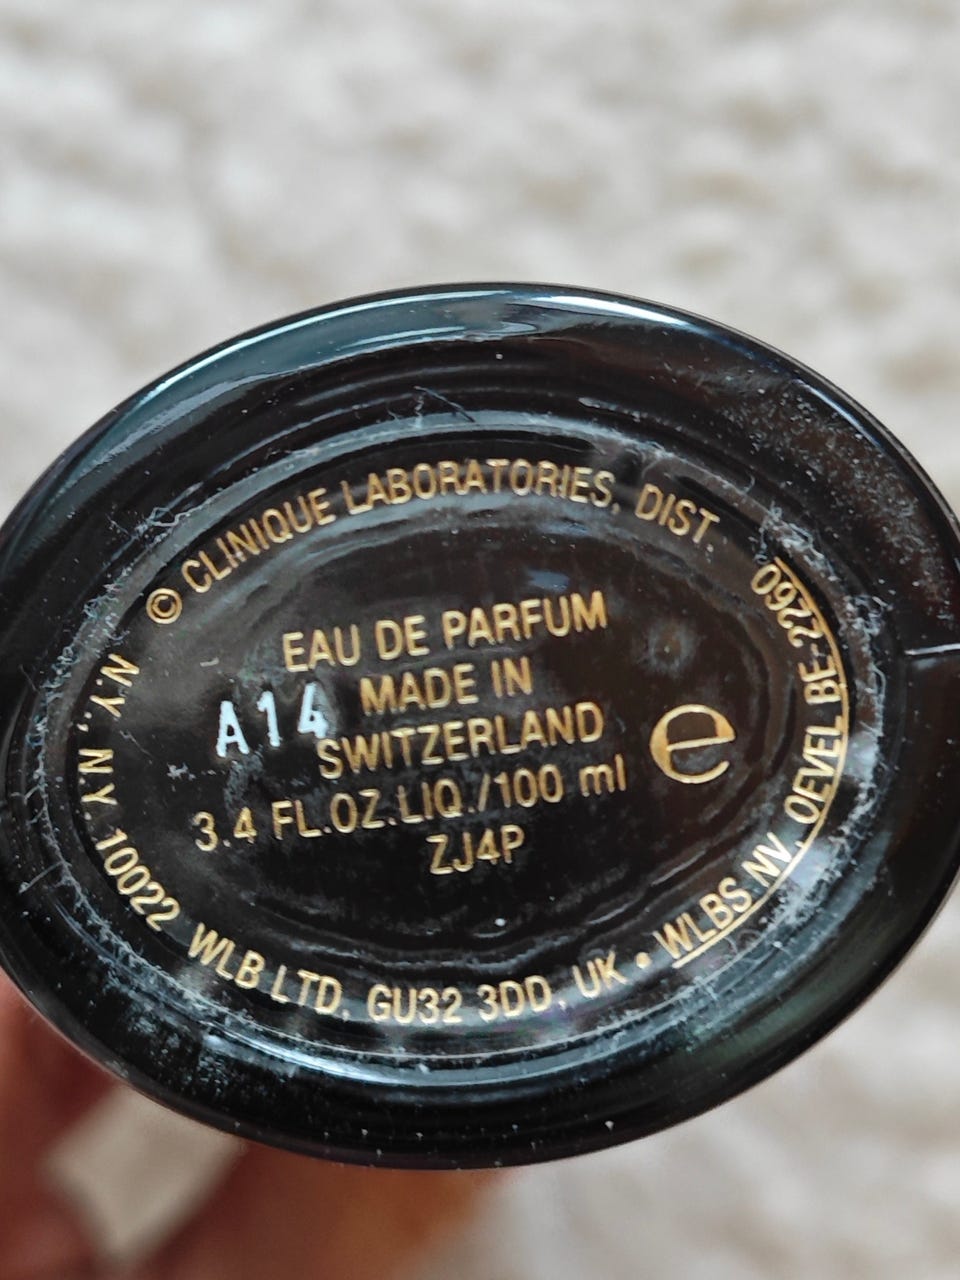 © CLINIQUE LABORATORIES, DIST.
N.Y., N.Y. 10022 WLB LTD, GU32 3DD, UK • WLBS NV, OEVEL BE-2260
EAU DE PARFUM
MADE IN
A14
SWITZERLAND
3.4 FL.OZ.LIQ./100 ml
e
ZJ4P